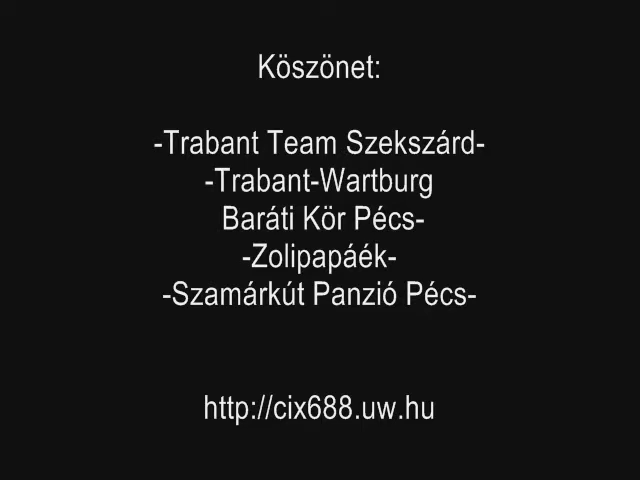 Köszönet:
-Trabant Team Szekszárd-
-Trabant-Wartburg
Baráti Kör Pécs-
-Zolipapáék-
-Szamárkút Panzió Pécs-
http://cix688.uw.hu